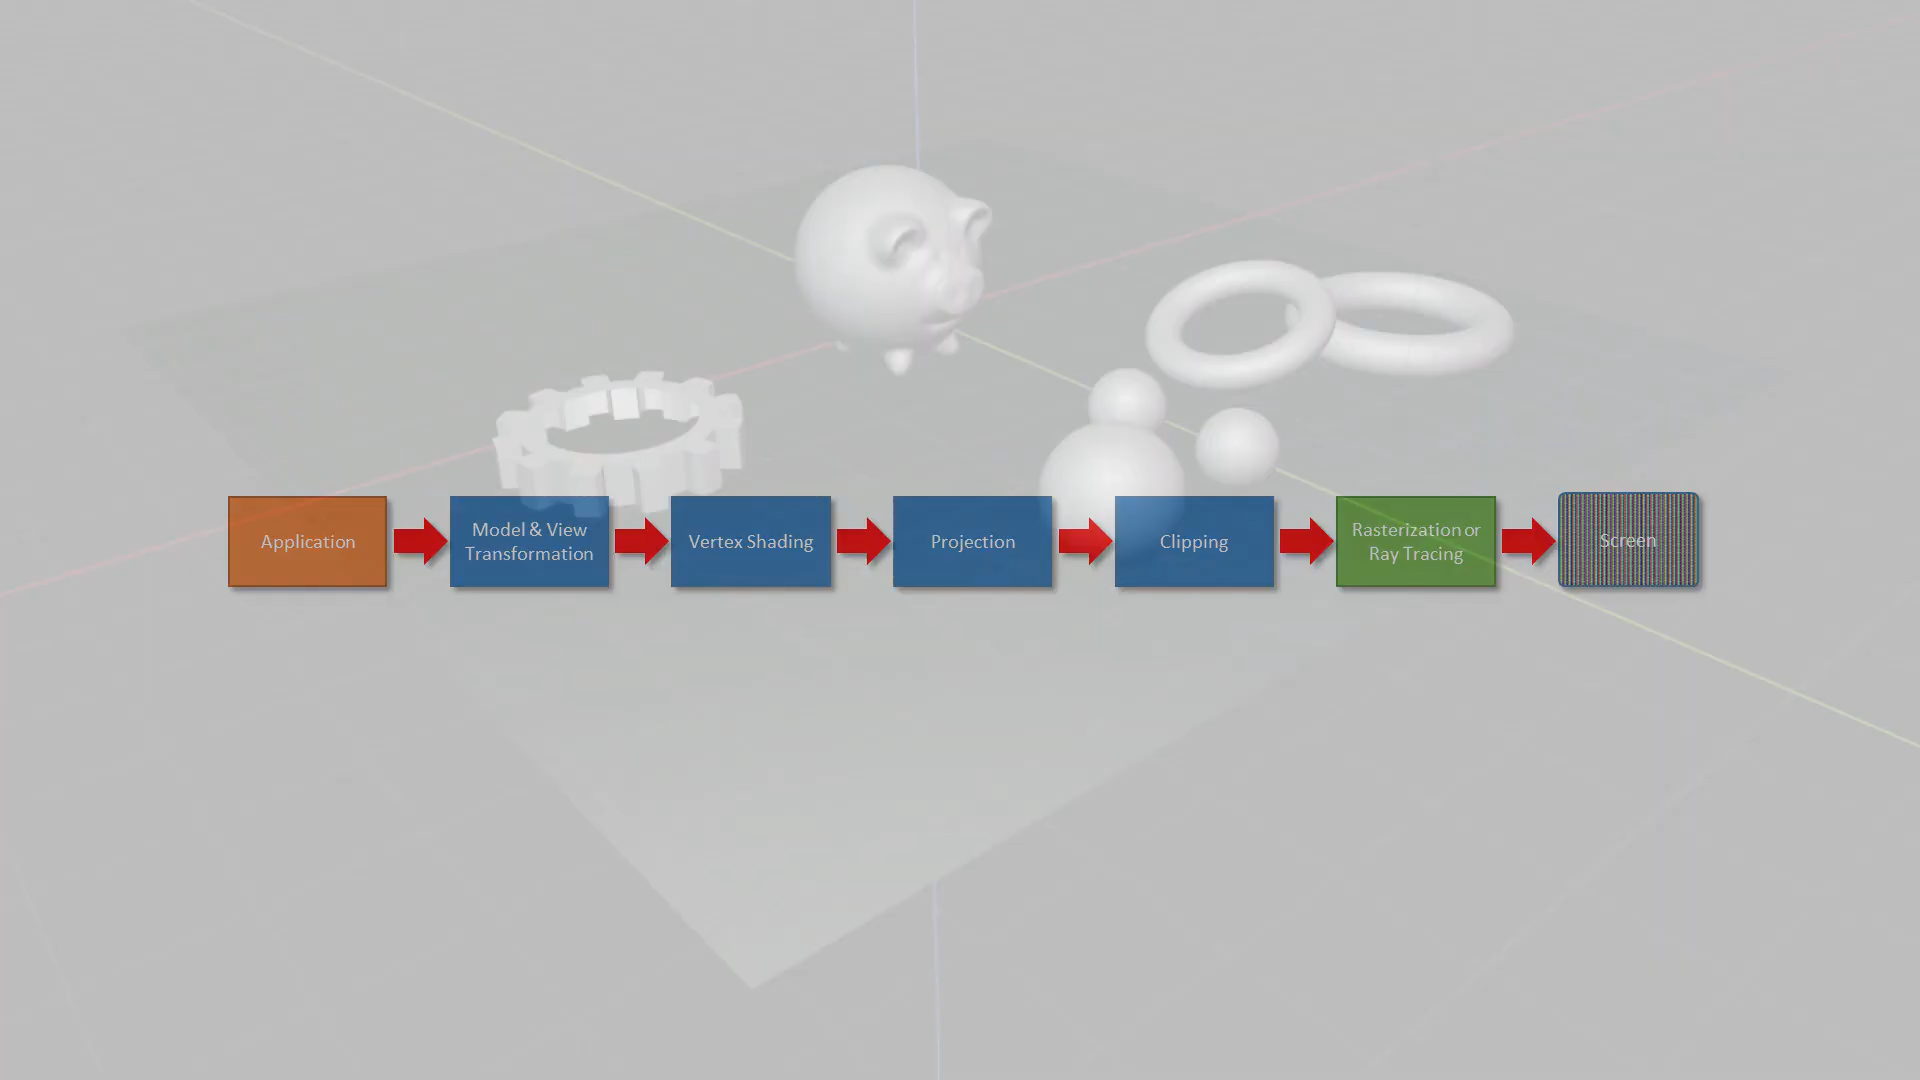 Application
Model & View
Transformation
Vertex Shading
Projection
Clipping
Rasterization or
Ray Tracing
Screen